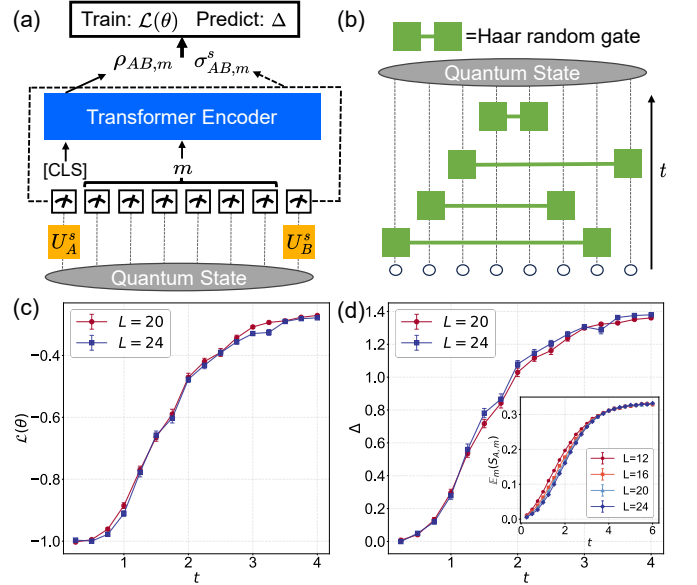 (a)
Train: ℒ(θ) Predict: Δ
ρ_{AB,m} σ^s_{AB,m}
Transformer Encoder
[CLS]
m
U^s_A
U^s_B
Quantum State
(b)
=Haar random gate
Quantum State
t
(c)
L = 20
L = 24
−0.4
−0.6
−0.8
−1.0
ℒ(θ)
1 2 3 4
t
(d)
L = 20
L = 24
1.4
1.2
1.0
0.8
0.6
0.4
0.2
0.0
Δ
0 1 2 3 4
t
0.3
0.2
0.1
0.0
𝔼_m(S_{A,m})
L=12
L=16
L=20
L=24
0 2 4 6
t